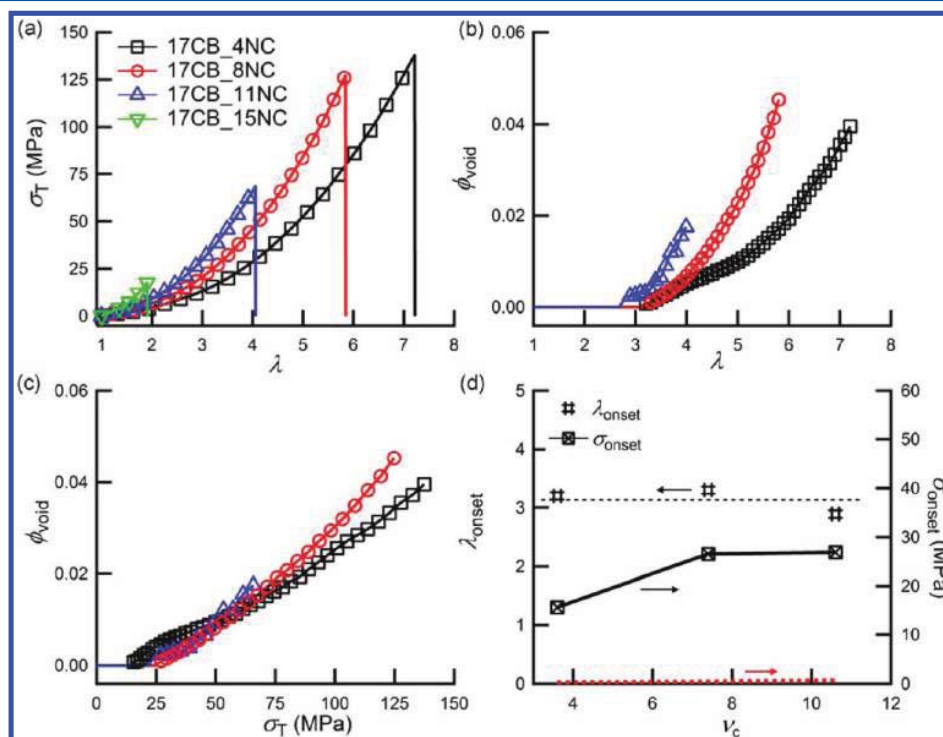 (a)
150
125
100
75
50
25
0
σT (MPa)
17CB_4NC
17CB_8NC
17CB_11NC
17CB_15NC
1 2 3 4 5 6 7 8
λ
(b)
0.06
0.04
0.02
0.00
ϕvoid
1 2 3 4 5 6 7 8
λ
(c)
0.06
0.04
0.02
0.00
ϕvoid
0 25 50 75 100 125 150
σT (MPa)
(d)
5
4
3
2
1
0
λonset
λonset
σonset
60
50
40
30
20
10
0
σonset (MPa)
4 6 8 10 12
νc